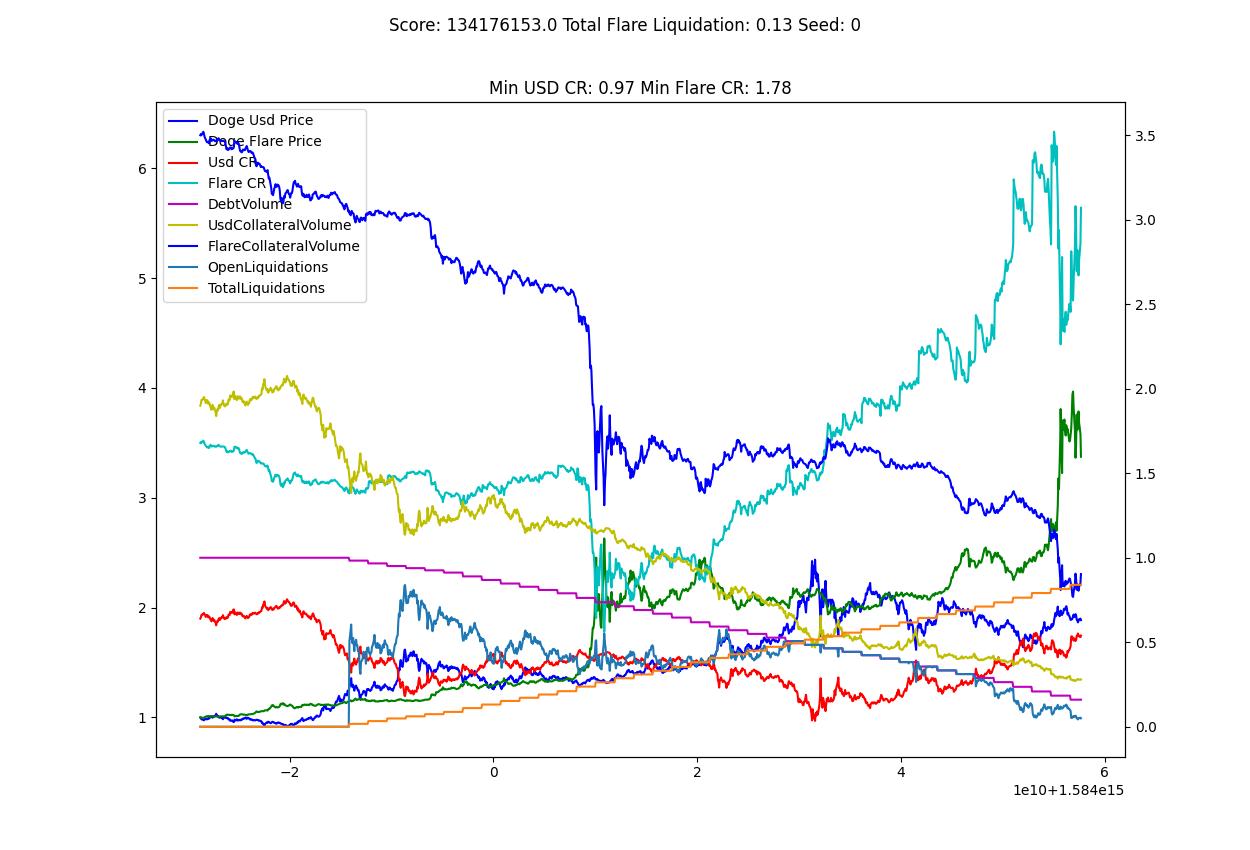 Score: 134176153.0 Total Flare Liquidation: 0.13 Seed: 0
Min USD CR: 0.97 Min Flare CR: 1.78
Doge Usd Price
Doge Flare Price
Usd CR
Flare CR
DebtVolume
UsdCollateralVolume
FlareCollateralVolume
OpenLiquidations
TotalLiquidations
6
5
4
3
2
1
3.5
3.0
2.5
2.0
1.5
1.0
0.5
0.0
−2
0
2
4
6
1e10+1.584e15